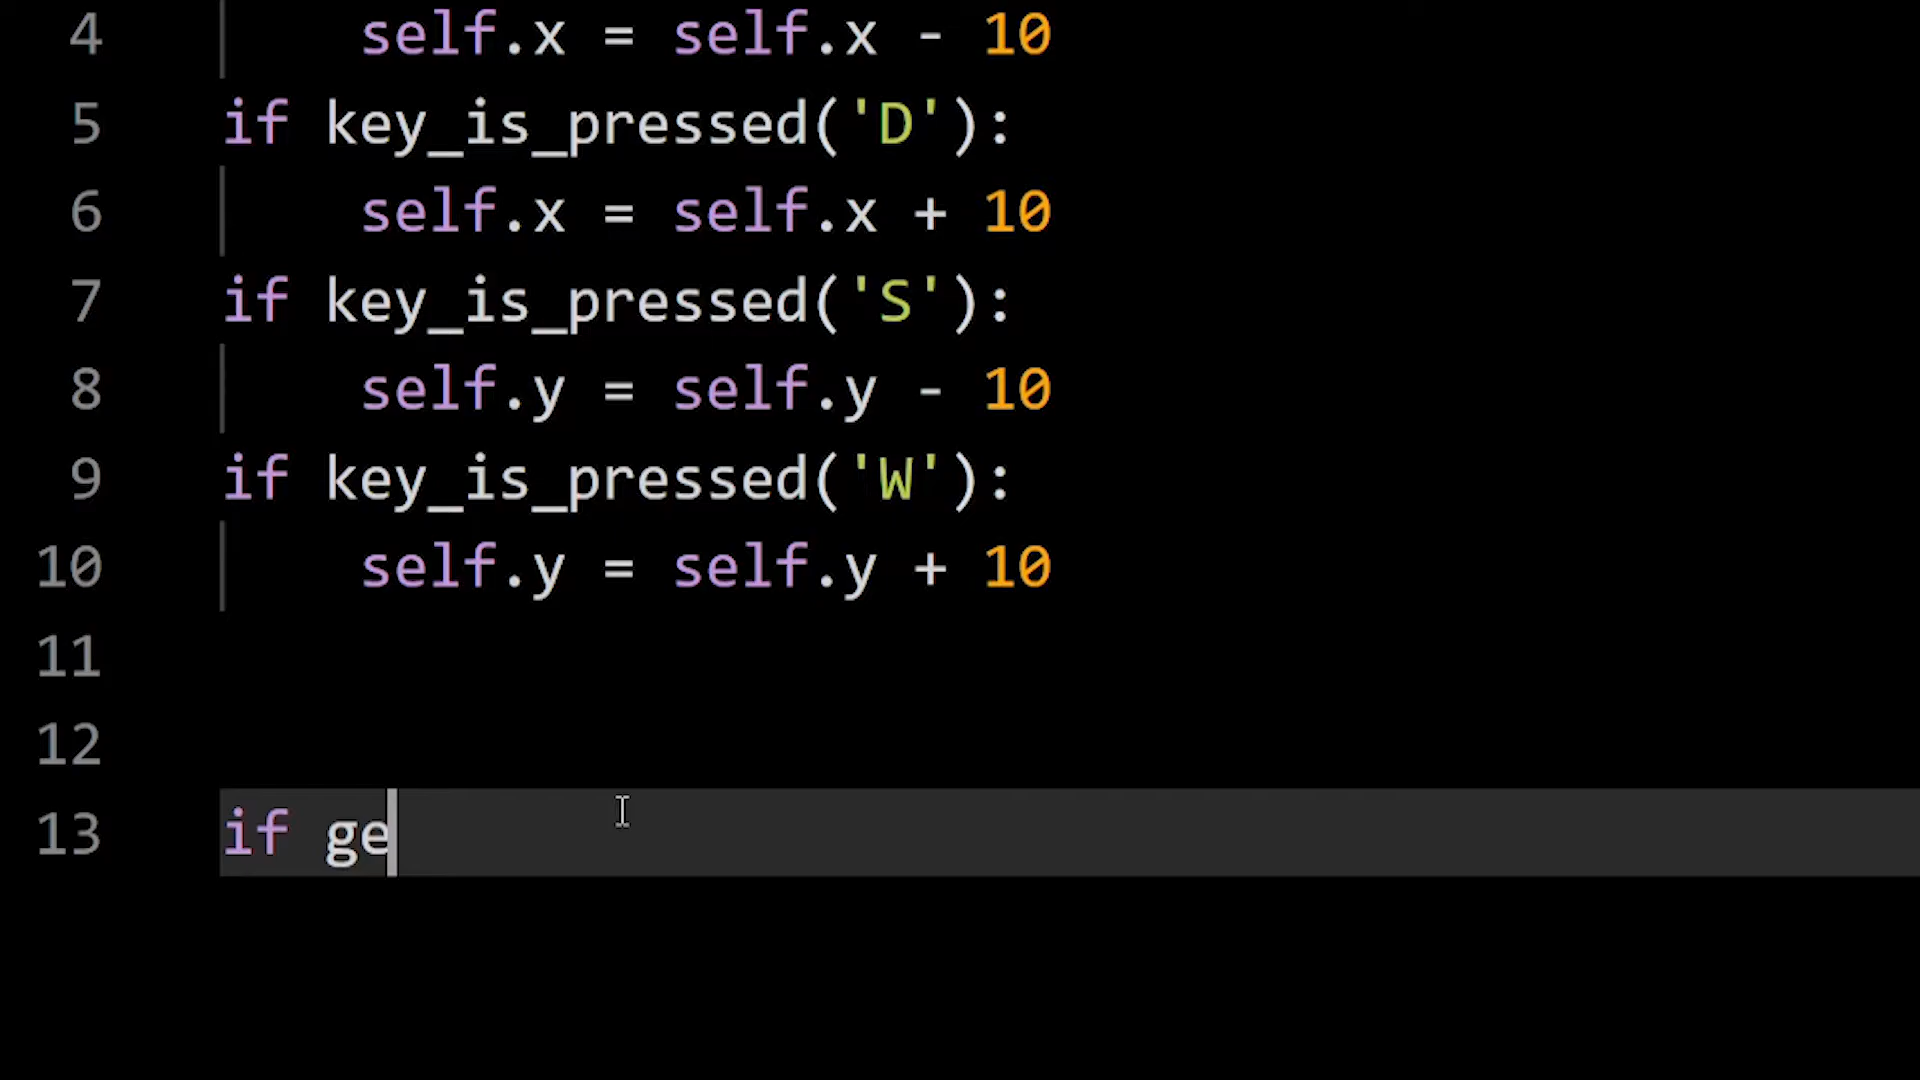 4 self.x = self.x - 10
5 if key_is_pressed('D'):
6 self.x = self.x + 10
7 if key_is_pressed('S'):
8 self.y = self.y - 10
9 if key_is_pressed('W'):
10 self.y = self.y + 10
11
12
13 if ge